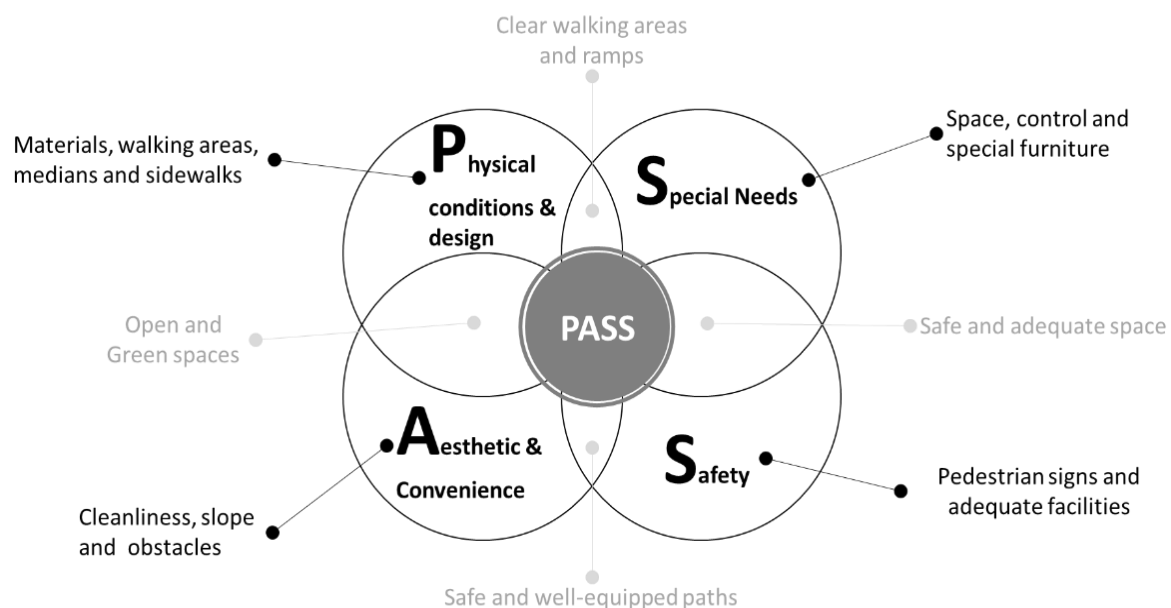 Clear walking areas
and ramps
Materials, walking areas,
medians and sidewalks
Physical
conditions &
design
Special Needs
Space, control and
special furniture
Open and
Green spaces
PASS
Safe and adequate space
Aesthetic &
Convenience
Safety
Cleanliness, slope
and obstacles
Pedestrian signs and
adequate facilities
Safe and well-equipped paths